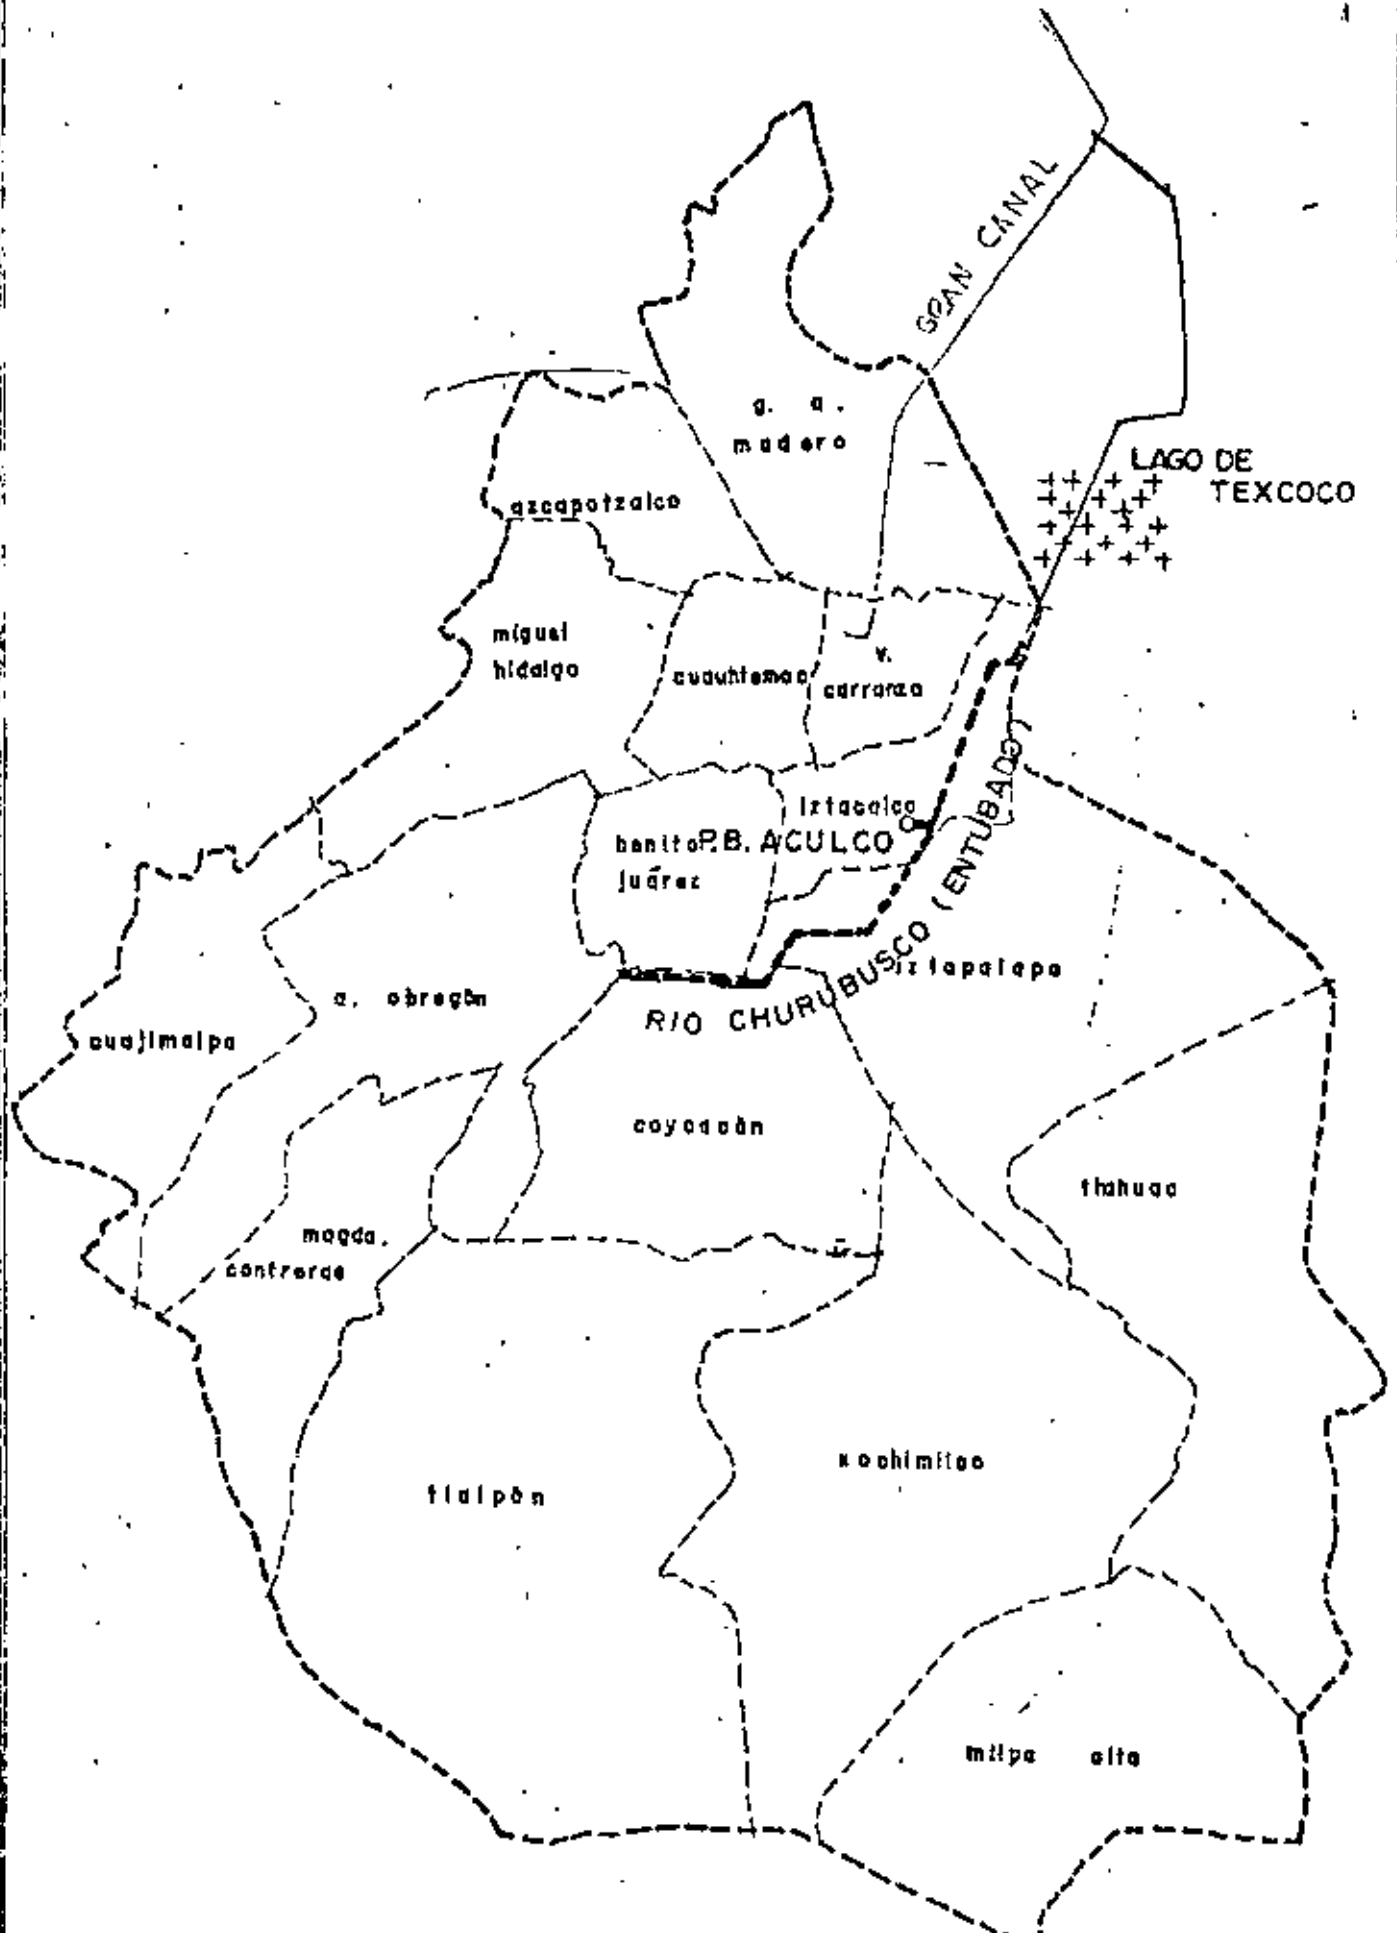 GRAN CANAL
g. a.
madero
LAGO DE
TEXCOCO
azcapotzalco
miguel
hidalgo
cuauhtemoc
v.
carranza
iztacalco
benito
juárez
P.B. ACULCO
RIO CHURUBUSCO (ENTUBADO)
iztapalapa
a. obregón
cuajimalpa
coyoacán
tlahuac
magda.
contreras
xochimilco
tlalpán
milpa alta